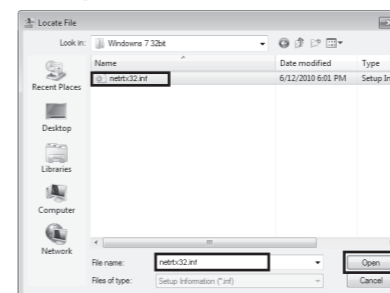 Locate File
Look in: Windowns 7 32bit
Name Date modified Type
netrtx32.inf 6/12/2010 6:01 PM Setup In
Recent Places
Desktop
Libraries
Computer
Network
File name: netrtx32.inf Open
Files of type: Setup Information (*.inf) Cancel